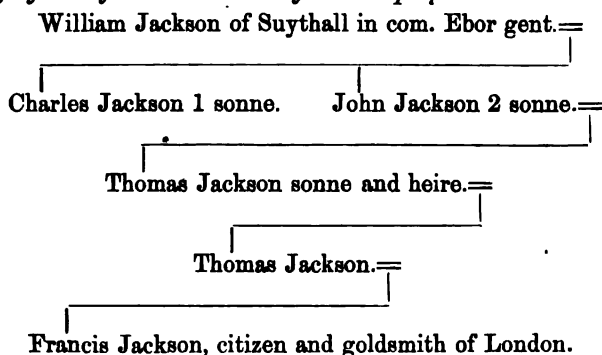 William Jackson of Suythall in com. Ebor gent.=
Charles Jackson 1 sonne. John Jackson 2 sonne.=
Thomas Jackson sonne and heire.=
Thomas Jackson.=
Francis Jackson, citizen and goldsmith of London.